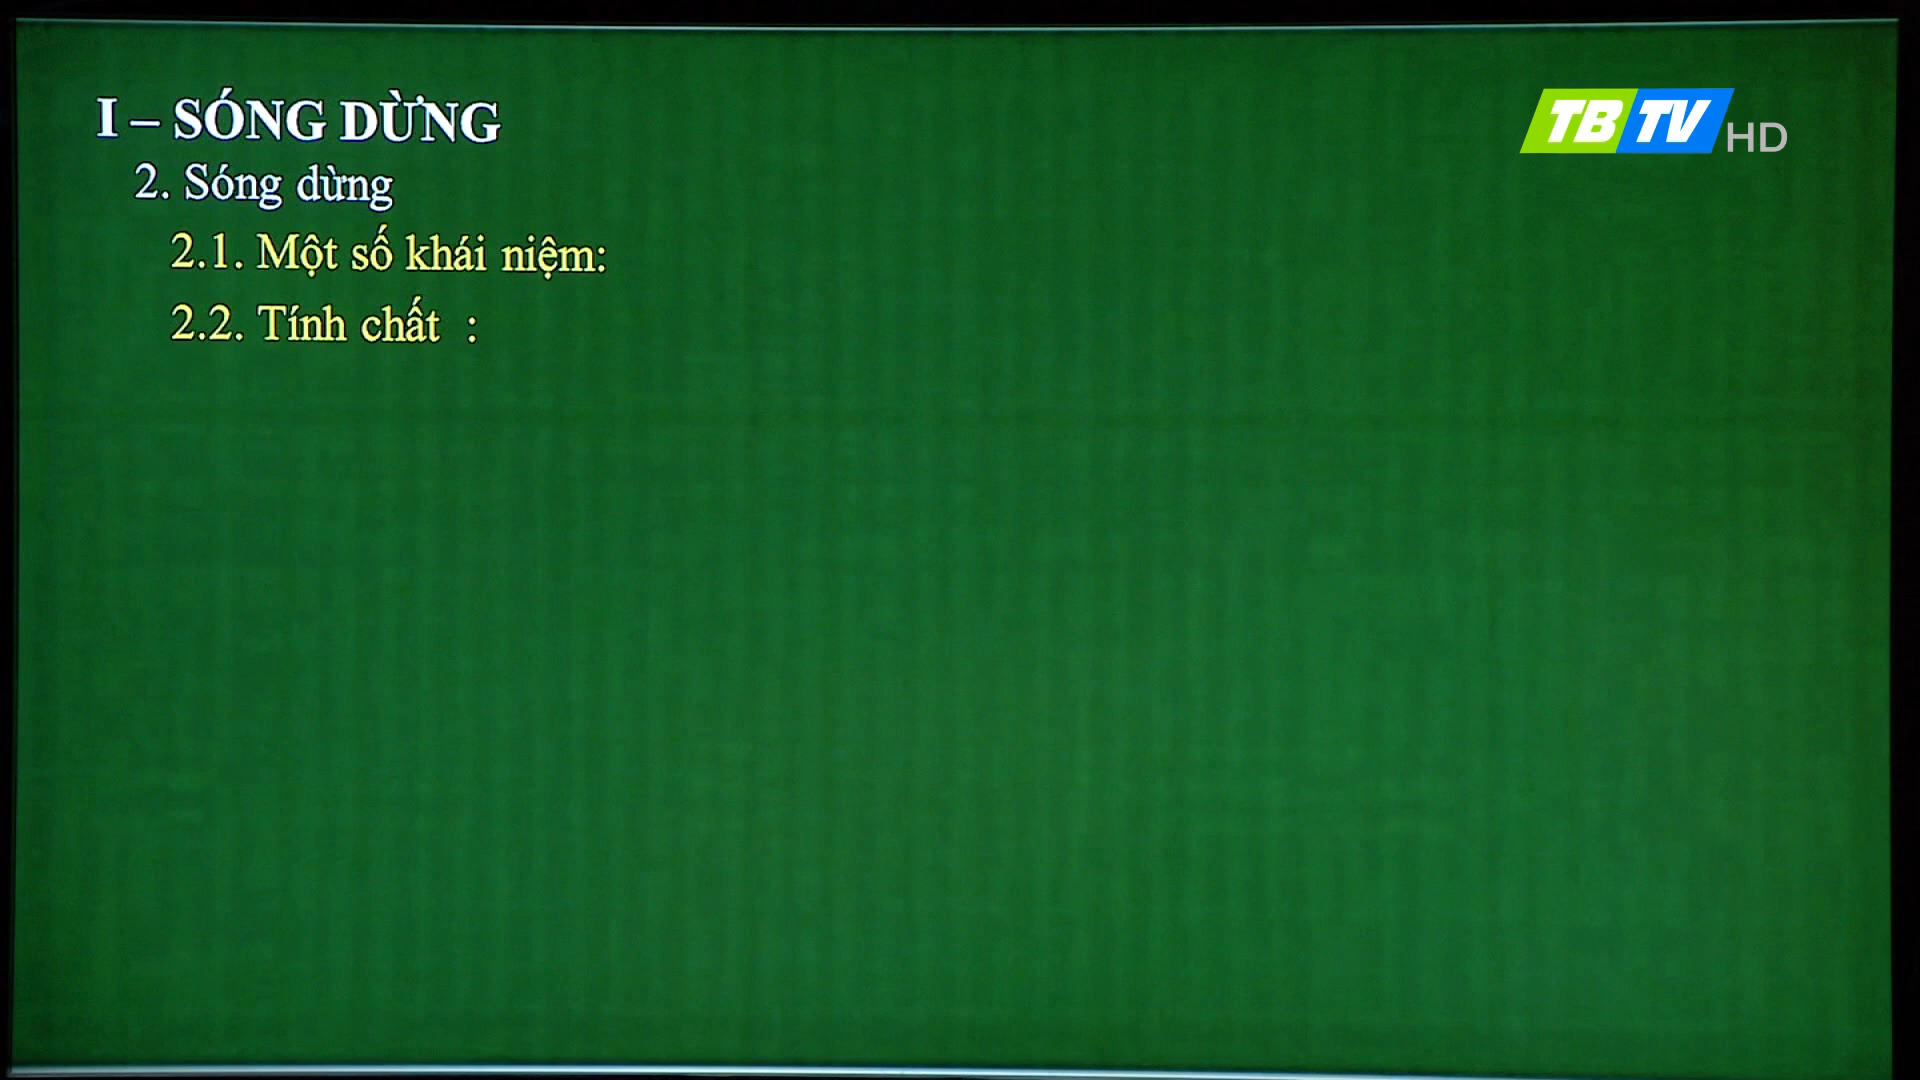 I – SÓNG DỪNG
TBTV HD
2. Sóng dừng
2.1. Một số khái niệm:
2.2. Tính chất :